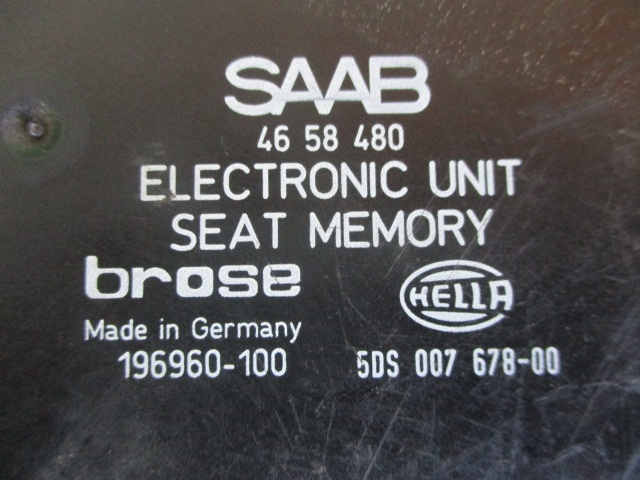 SAAB
46 58 480
ELECTRONIC UNIT
SEAT MEMORY
brose
HELLA
Made in Germany
196960-100
5DS 007 678-00